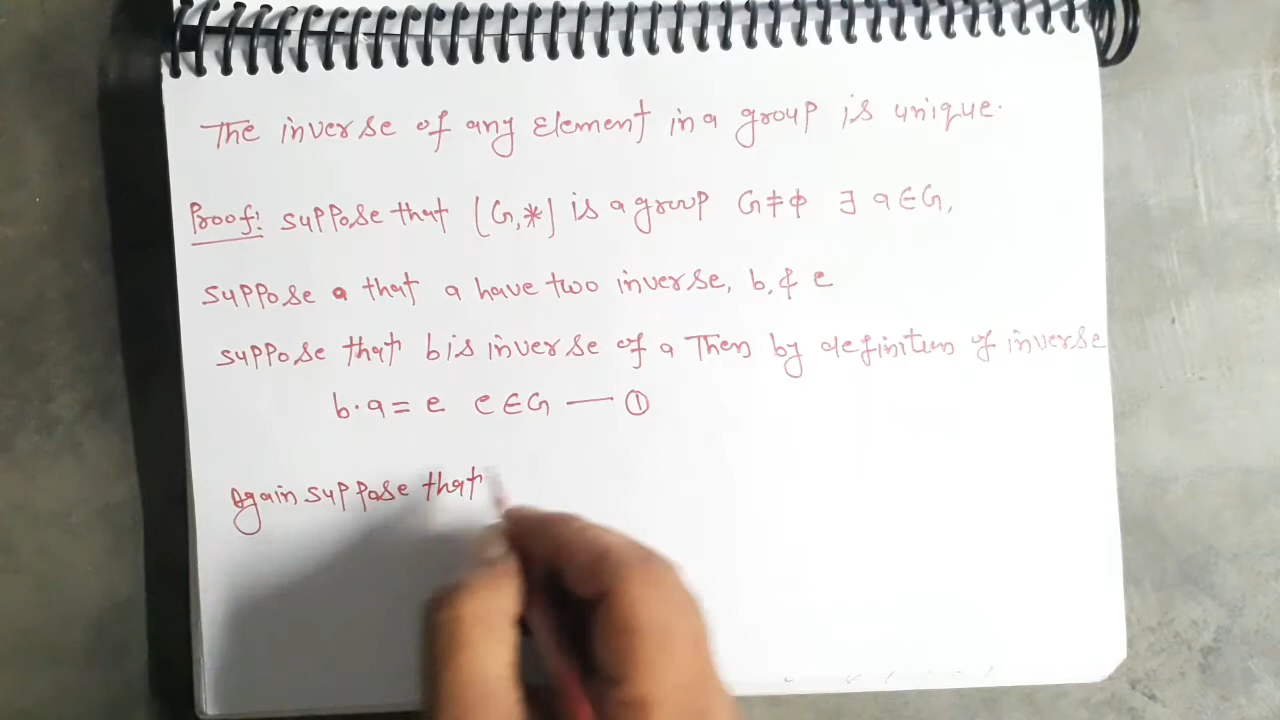 The inverse of any Element in a group is unique.
Proof: suppose that (G,*) is a group G≠φ ∃ a∈G,
suppose a that a have two inverse, b, & e
suppose that b is inverse of a Then by definition of inverse
b.a = e e∈G — ①
Again suppose that